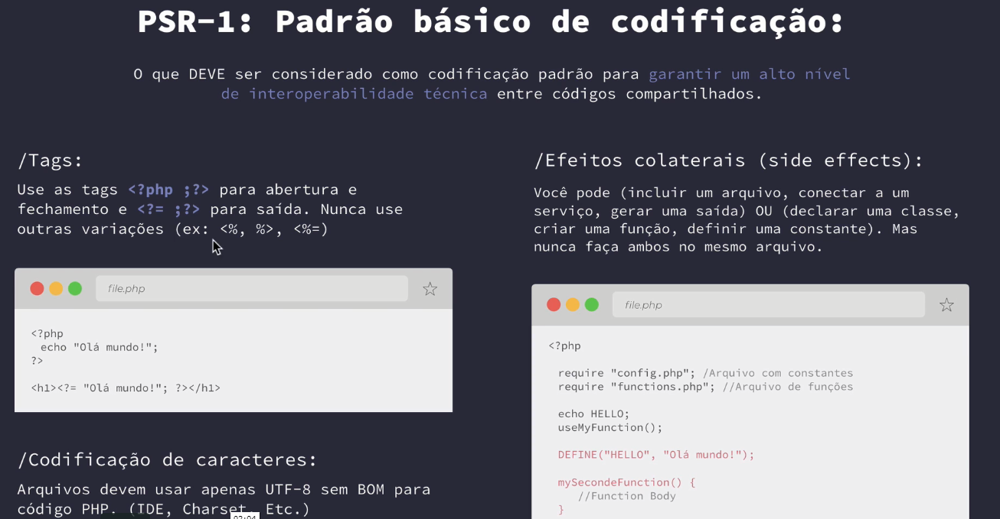 PSR-1: Padrão básico de codificação:
O que DEVE ser considerado como codificação padrão para garantir um alto nível
de interoperabilidade técnica entre códigos compartilhados.
/Tags:
Use as tags <?php ;?> para abertura e
fechamento e <?= ;?> para saída. Nunca use
outras variações (ex: <%, %>, <%=)
file.php
<?php
echo "Olá mundo!";
?>
<h1><?= "Olá mundo!"; ?></h1>
/Codificação de caracteres:
Arquivos devem usar apenas UTF-8 sem BOM para
código PHP. (IDE, Charset, Etc.)
02:04
/Efeitos colaterais (side effects):
Você pode (incluir um arquivo, conectar a um
serviço, gerar uma saída) OU (declarar uma classe,
criar uma função, definir uma constante). Mas
nunca faça ambos no mesmo arquivo.
file.php
<?php
require "config.php"; /Arquivo com constantes
require "functions.php"; //Arquivo de funções
echo HELLO;
useMyFunction();
DEFINE("HELLO", "Olá mundo!");
mySecondeFunction() {
//Function Body
}